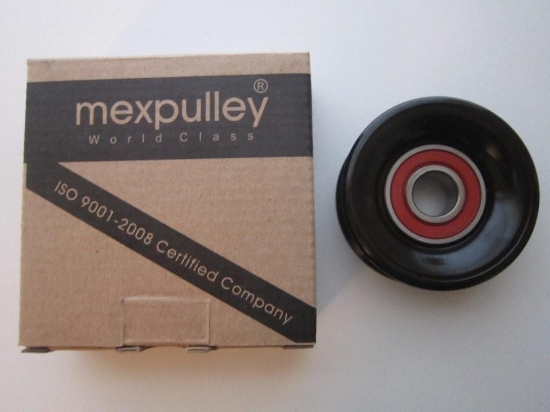 mexpulley®
World Class
ISO 9001-2008 Certified Company